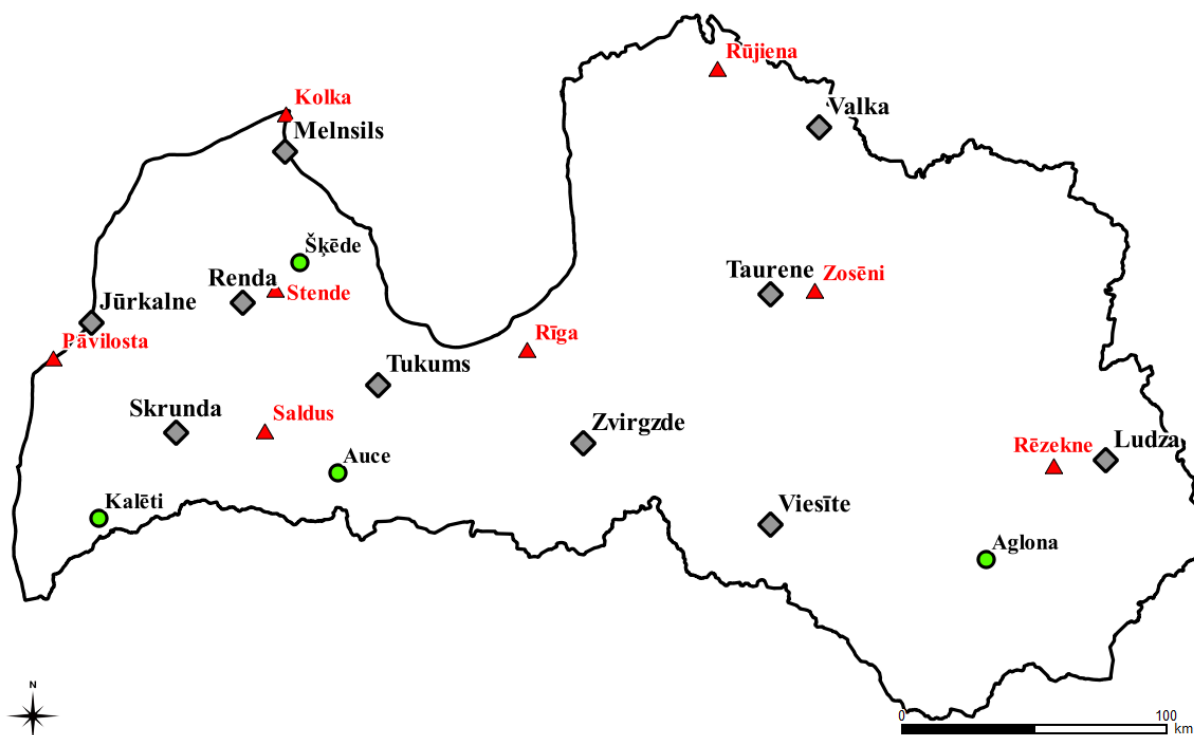 Rūjiena
Kolka
Valka
Melnsils
Šķēde
Renda
Stende
Taurene
Zosēni
Jūrkalne
Pāvilosta
Rīga
Tukums
Skrunda
Saldus
Zvirgzde
Ludza
Rēzekne
Auce
Kalēti
Viesīte
Aglona
N
0 100
km